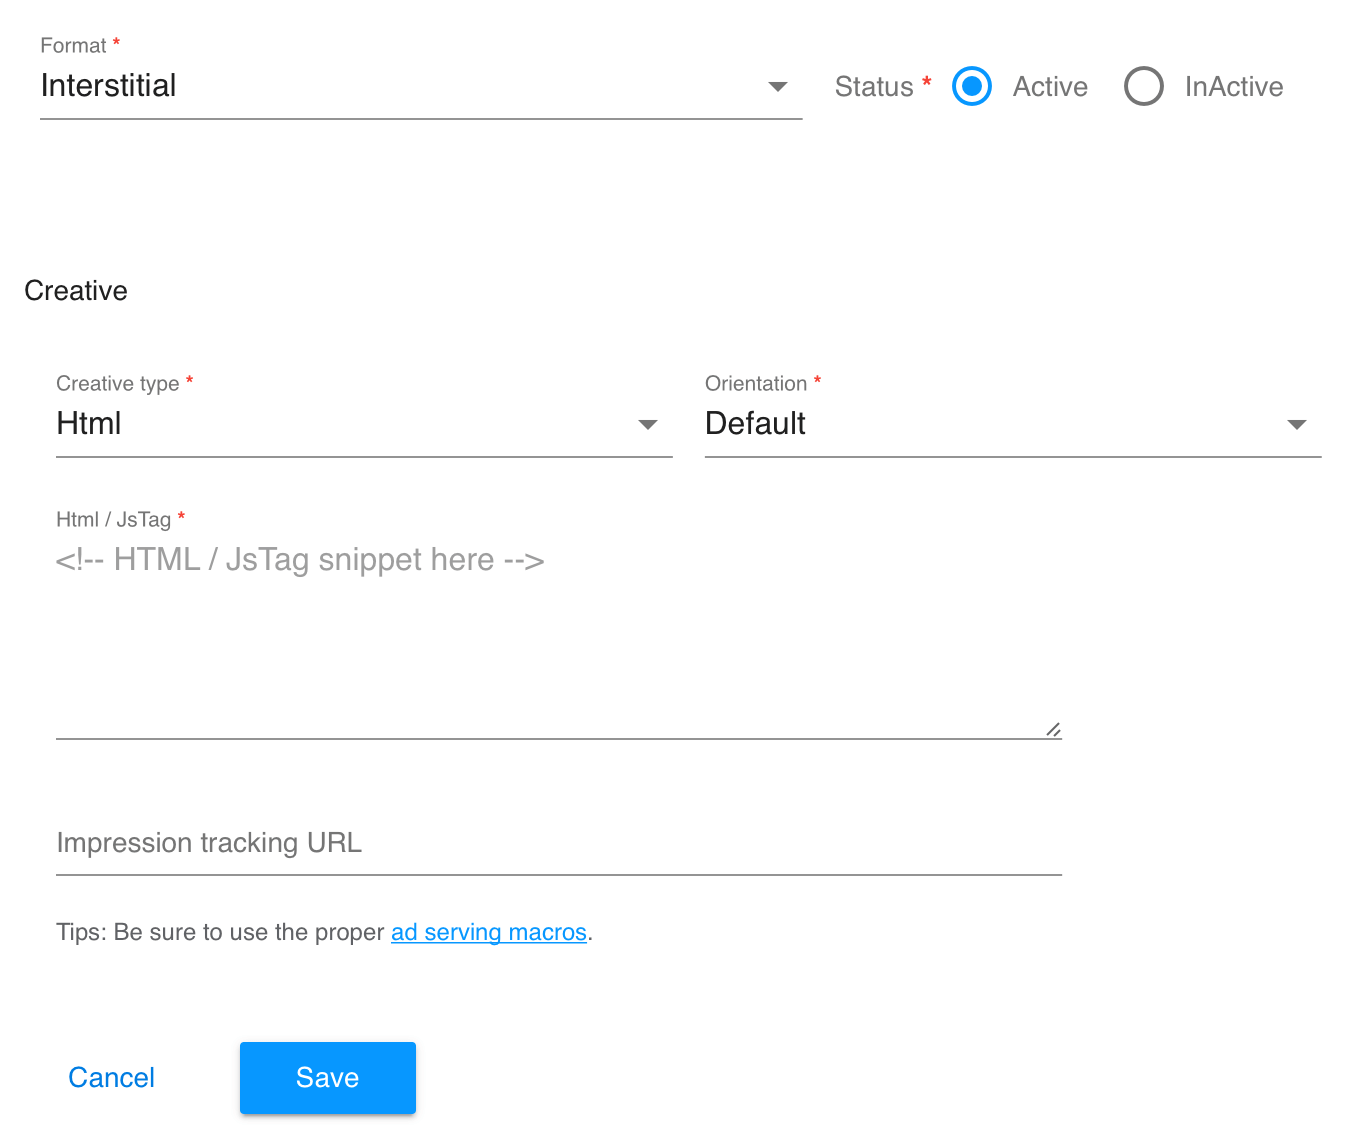 Format *
Interstitial
Status * Active InActive
Creative
Creative type *
Html
Orientation *
Default
Html / JsTag *
<!-- HTML / JsTag snippet here -->
Impression tracking URL
Tips: Be sure to use the proper ad serving macros.
Cancel
Save